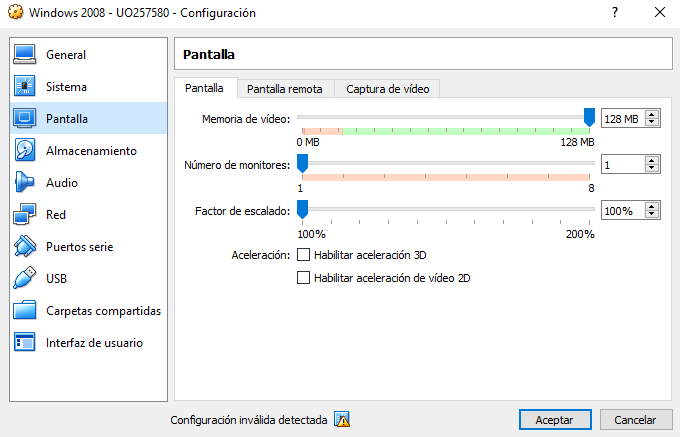 Windows 2008 - UO257580 - Configuración
?
General
Sistema
Pantalla
Almacenamiento
Audio
Red
Puertos serie
USB
Carpetas compartidas
Interfaz de usuario
Pantalla
Pantalla Pantalla remota Captura de vídeo
Memoria de vídeo: 128 MB
0 MB 128 MB
Número de monitores: 1
1 8
Factor de escalado: 100%
100% 200%
Aceleración: Habilitar aceleración 3D
Habilitar aceleración de vídeo 2D
Configuración inválida detectada Aceptar Cancelar